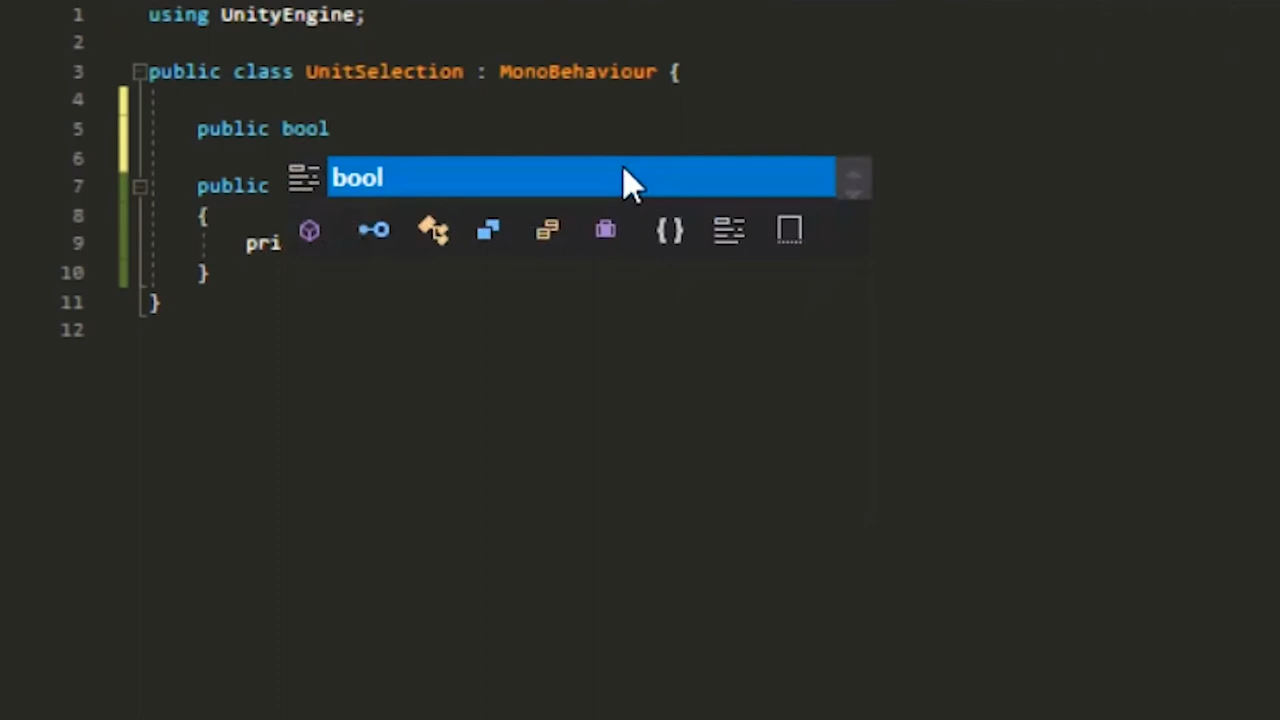 1 using UnityEngine;
2
3 public class UnitSelection : MonoBehaviour {
4
5 public bool
6
bool
7 public
8 {
9 pri
10 }
11 }
12